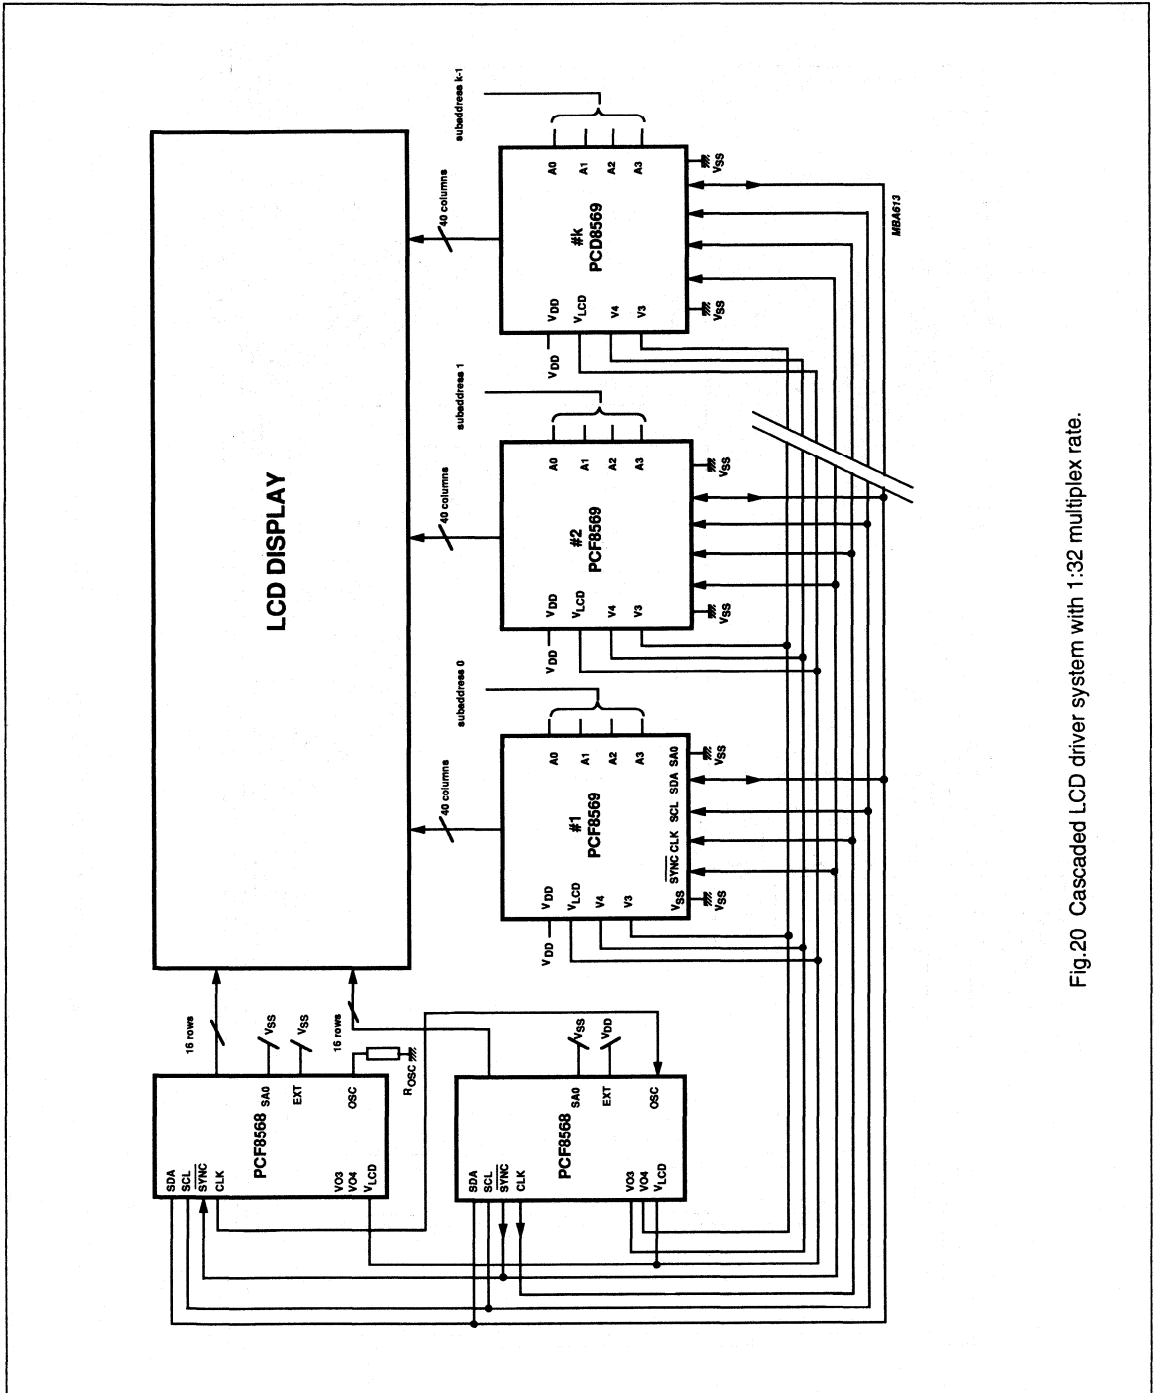 LCD DISPLAY
16 rows
VSS
VSS
16 rows
ROSC
SA0
EXT
OSC
PCF8568
SDA
SCL
SYNC
CLK
VO3
VO4
VLCD
VSS
VDD
SA0
EXT
OSC
PCF8568
SDA
SCL
SYNC
CLK
VO3
VO4
VLCD
40 columns
subaddress 0
A0
A1
A2
A3
#1
PCF8569
VDD
VDD
VLCD
V4
V3
VSS
SYNC
CLK
SCL
SDA
SA0
VSS
VSS
40 columns
subaddress 1
A0
A1
A2
A3
#2
PCF8569
VDD
VDD
VLCD
V4
V3
VSS
VSS
40 columns
subaddress k-1
A0
A1
A2
A3
#k
PCD8569
VDD
VDD
VLCD
V4
V3
VSS
VSS
MBA613
Fig.20 Cascaded LCD driver system with 1:32 multiplex rate.